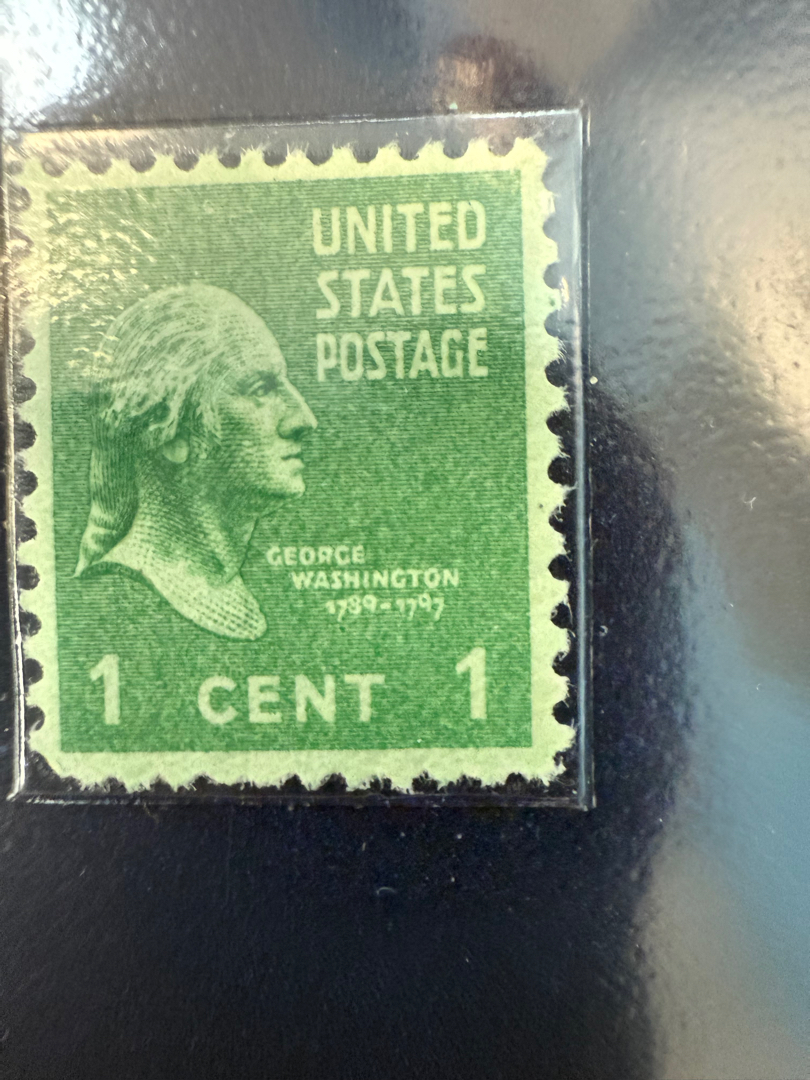 UNITED
STATES
POSTAGE
GEORGE
WASHINGTON
1789-1797
1 CENT 1